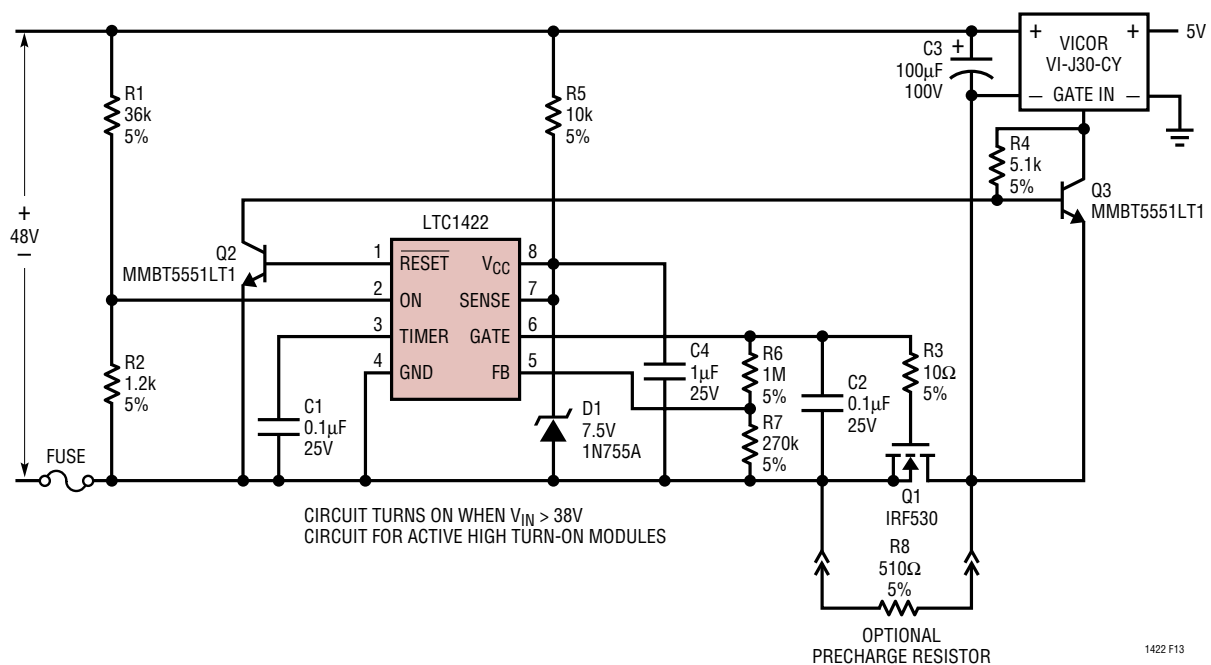 +
48V
−
FUSE
R1
36k
5%
R2
1.2k
5%
Q2
MMBT5551LT1
C1
0.1µF
25V
LTC1422
1
RESET
2
ON
3
TIMER
4
GND
VCC
8
SENSE
7
GATE
6
FB
5
R5
10k
5%
D1
7.5V
1N755A
C4
1µF
25V
R6
1M
5%
R7
270k
5%
C2
0.1µF
25V
R3
10Ω
5%
Q1
IRF530
R8
510Ω
5%
OPTIONAL
PRECHARGE RESISTOR
C3
+
100µF
100V
+
VICOR
+
VI-J30-CY
− GATE IN −
5V
R4
5.1k
5%
Q3
MMBT5551LT1
CIRCUIT TURNS ON WHEN VIN > 38V
CIRCUIT FOR ACTIVE HIGH TURN-ON MODULES
1422 F13